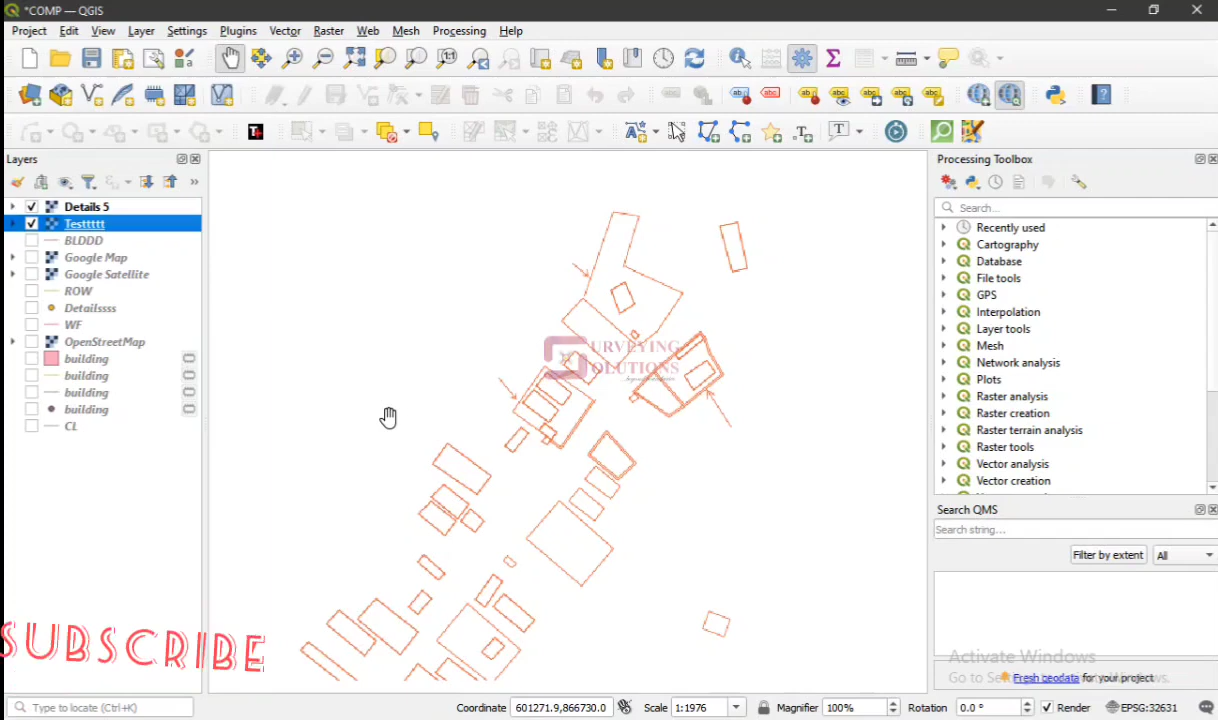 *COMP — QGIS
Project Edit View Layer Settings Plugins Vector Raster Web Mesh Processing Help
Layers
Details 5
Testtttt
BLDDD
Google Map
Google Satellite
ROW
Detailssss
WF
OpenStreetMap
building
building
building
building
CL
URVEYING
OLUTIONS
SUBSCRIBE
Processing Toolbox
Search...
Recently used
Cartography
Database
File tools
GPS
Interpolation
Layer tools
Mesh
Network analysis
Plots
Raster analysis
Raster creation
Raster terrain analysis
Raster tools
Vector analysis
Vector creation
Search QMS
Search string...
Filter by extent All
Activate Windows
Fresh geodata for your project
Type to locate (Ctrl+K) Coordinate 601271.9,866730.0 Scale 1:1976 Magnifier 100% Rotation 0.0 ° Render EPSG:32631